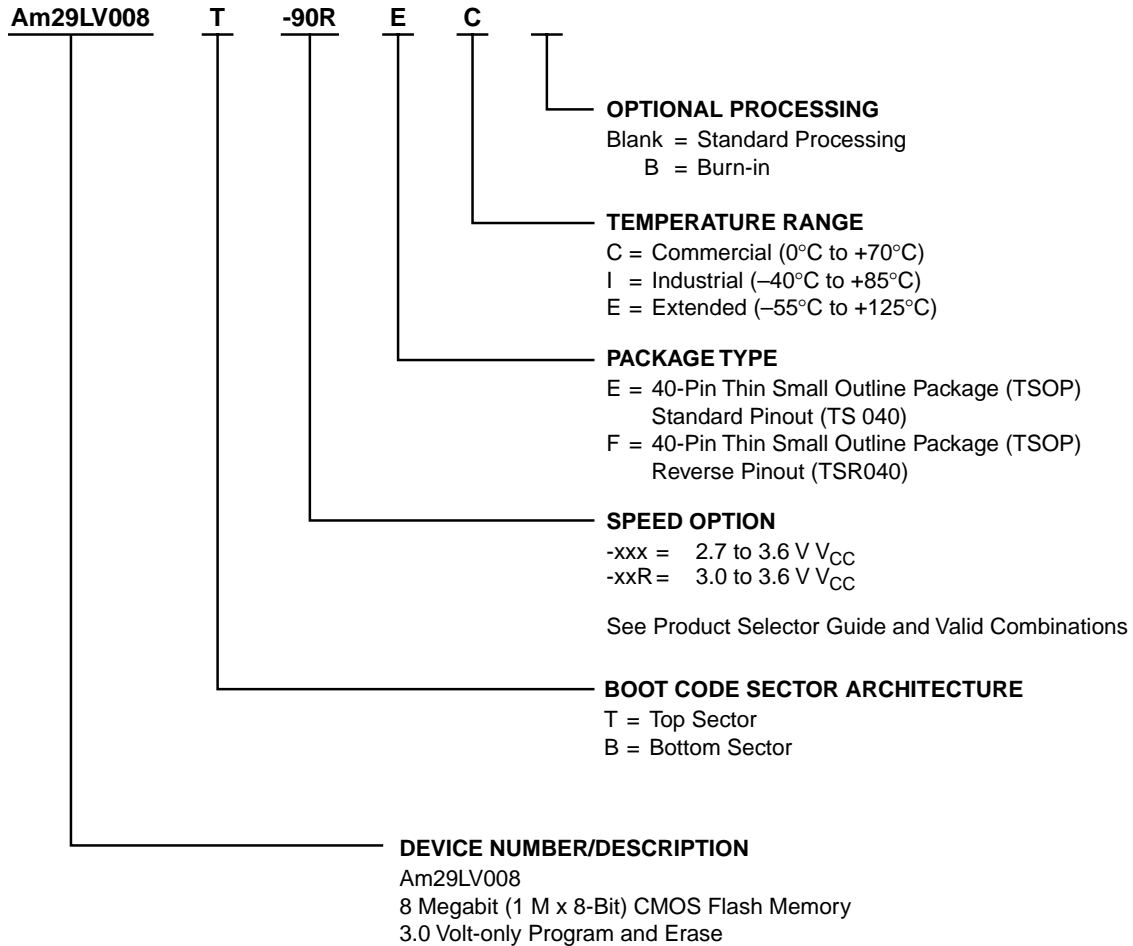 Am29LV008 T -90R E C
OPTIONAL PROCESSING
Blank = Standard Processing
B = Burn-in
TEMPERATURE RANGE
C = Commercial (0°C to +70°C)
I = Industrial (–40°C to +85°C)
E = Extended (–55°C to +125°C)
PACKAGE TYPE
E = 40-Pin Thin Small Outline Package (TSOP)
Standard Pinout (TS 040)
F = 40-Pin Thin Small Outline Package (TSOP)
Reverse Pinout (TSR040)
SPEED OPTION
-xxx = 2.7 to 3.6 V VCC
-xxR = 3.0 to 3.6 V VCC
See Product Selector Guide and Valid Combinations
BOOT CODE SECTOR ARCHITECTURE
T = Top Sector
B = Bottom Sector
DEVICE NUMBER/DESCRIPTION
Am29LV008
8 Megabit (1 M x 8-Bit) CMOS Flash Memory
3.0 Volt-only Program and Erase